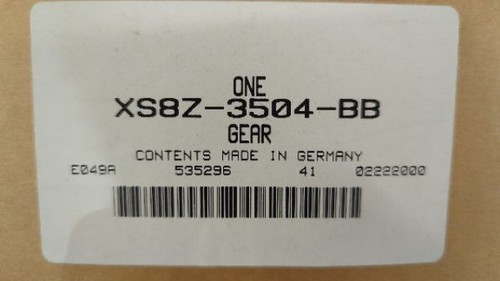 ONE
XS8Z-3504-BB
GEAR
CONTENTS MADE IN GERMANY
E049A 535296 41 02222000